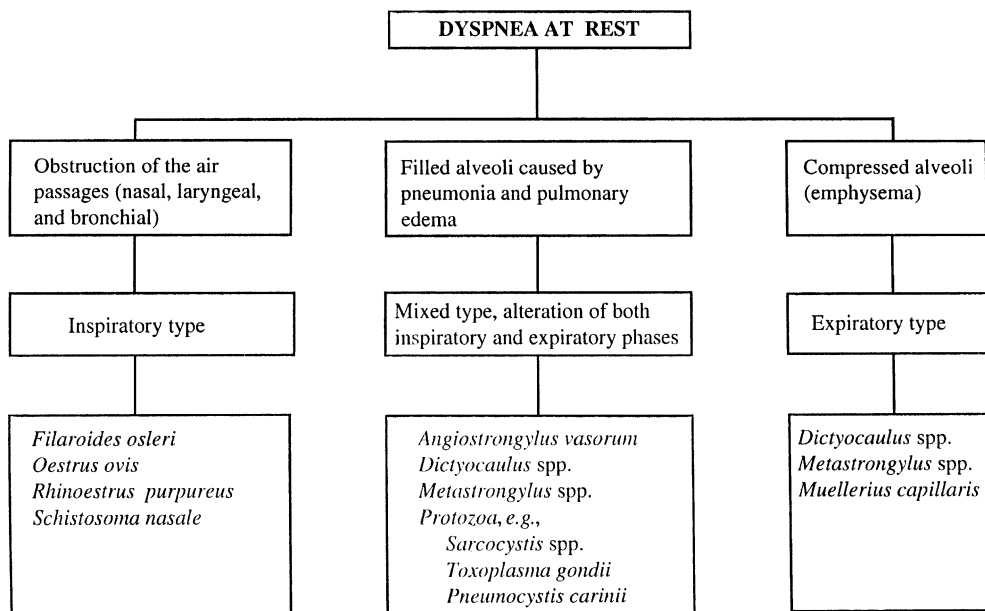 DYSPNEA AT REST
Obstruction of the air
passages (nasal, laryngeal,
and bronchial)
Inspiratory type
Filaroides osleri
Oestrus ovis
Rhinoestrus purpureus
Schistosoma nasale
Filled alveoli caused by
pneumonia and pulmonary
edema
Mixed type, alteration of both
inspiratory and expiratory phases
Angiostrongylus vasorum
Dictyocaulus spp.
Metastrongylus spp.
Protozoa, e.g.,
Sarcocystis spp.
Toxoplasma gondii
Pneumocystis carinii
Compressed alveoli
(emphysema)
Expiratory type
Dictyocaulus spp.
Metastrongylus spp.
Muellerius capillaris